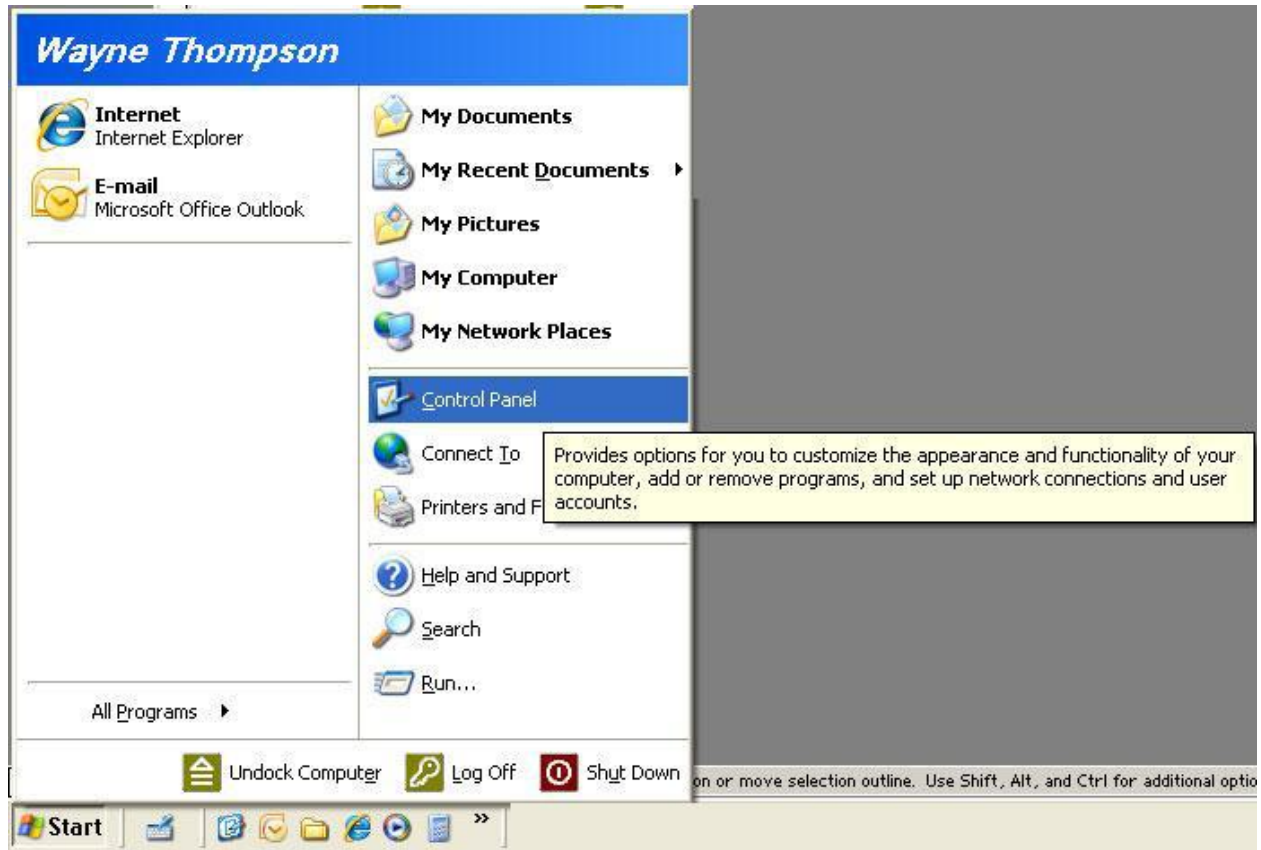 Wayne Thompson
Internet
Internet Explorer
E-mail
Microsoft Office Outlook
All Programs
My Documents
My Recent Documents
My Pictures
My Computer
My Network Places
Control Panel
Connect To
Printers and F
Provides options for you to customize the appearance and functionality of your
computer, add or remove programs, and set up network connections and user
accounts.
Help and Support
Search
Run...
Undock Computer Log Off Shut Down
on or move selection outline. Use Shift, Alt, and Ctrl for additional optio
Start